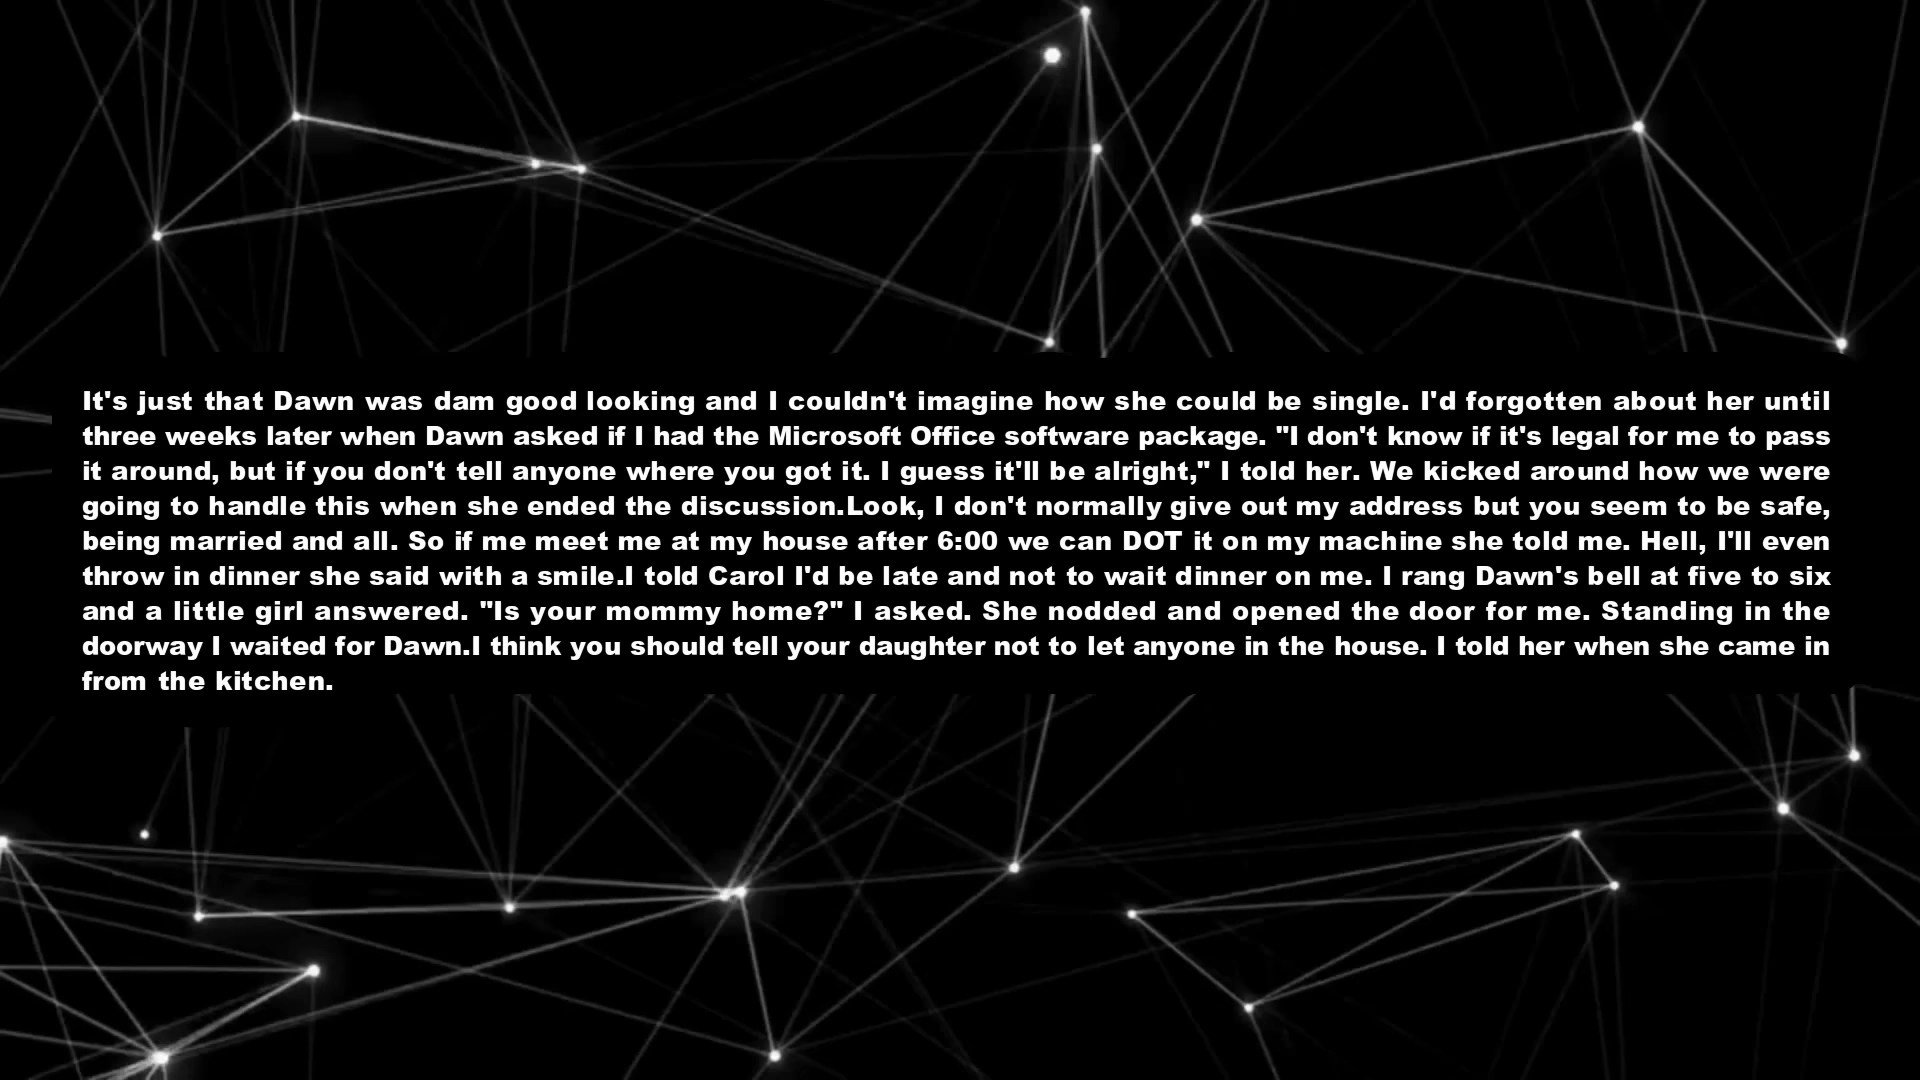 It's just that Dawn was dam good looking and I couldn't imagine how she could be single. I'd forgotten about her until
three weeks later when Dawn asked if I had the Microsoft Office software package. "I don't know if it's legal for me to pass
it around, but if you don't tell anyone where you got it. I guess it'll be alright," I told her. We kicked around how we were
going to handle this when she ended the discussion.Look, I don't normally give out my address but you seem to be safe,
being married and all. So if me meet me at my house after 6:00 we can DOT it on my machine she told me. Hell, I'll even
throw in dinner she said with a smile.I told Carol I'd be late and not to wait dinner on me. I rang Dawn's bell at five to six
and a little girl answered. "Is your mommy home?" I asked. She nodded and opened the door for me. Standing in the
doorway I waited for Dawn.I think you should tell your daughter not to let anyone in the house. I told her when she came in
from the kitchen.